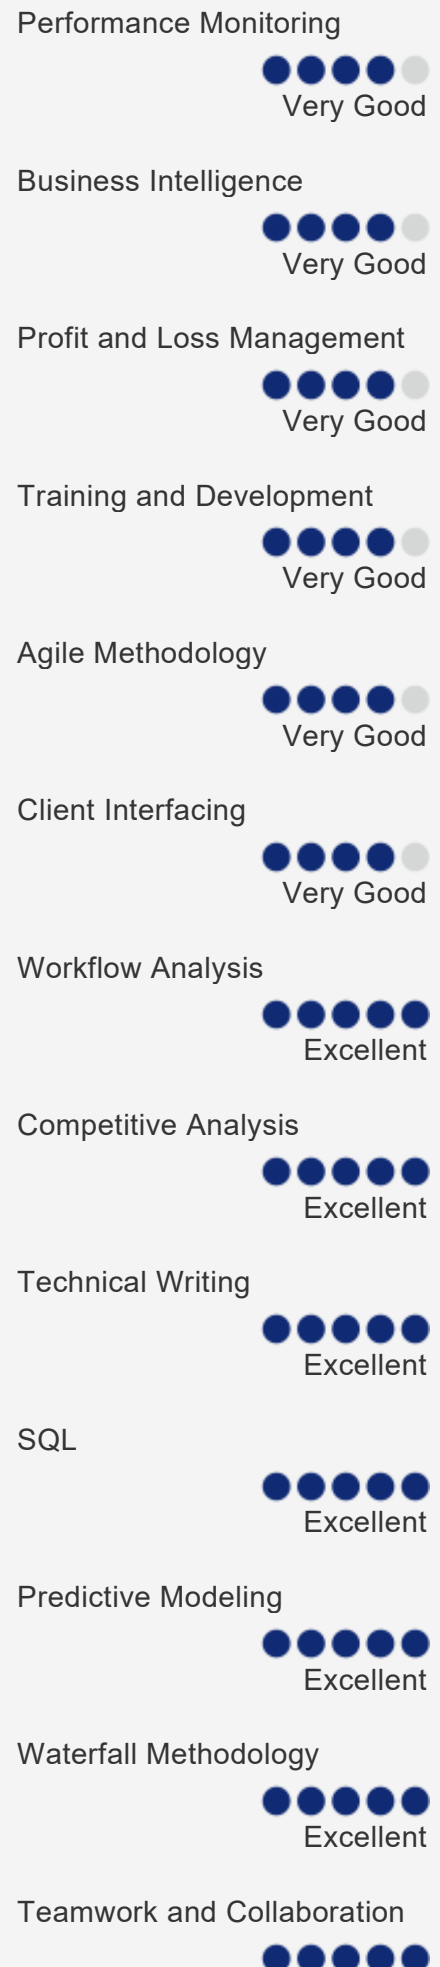 Performance Monitoring
Very Good
Business Intelligence
Very Good
Profit and Loss Management
Very Good
Training and Development
Very Good
Agile Methodology
Very Good
Client Interfacing
Very Good
Workflow Analysis
Excellent
Competitive Analysis
Excellent
Technical Writing
Excellent
SQL
Excellent
Predictive Modeling
Excellent
Waterfall Methodology
Excellent
Teamwork and Collaboration